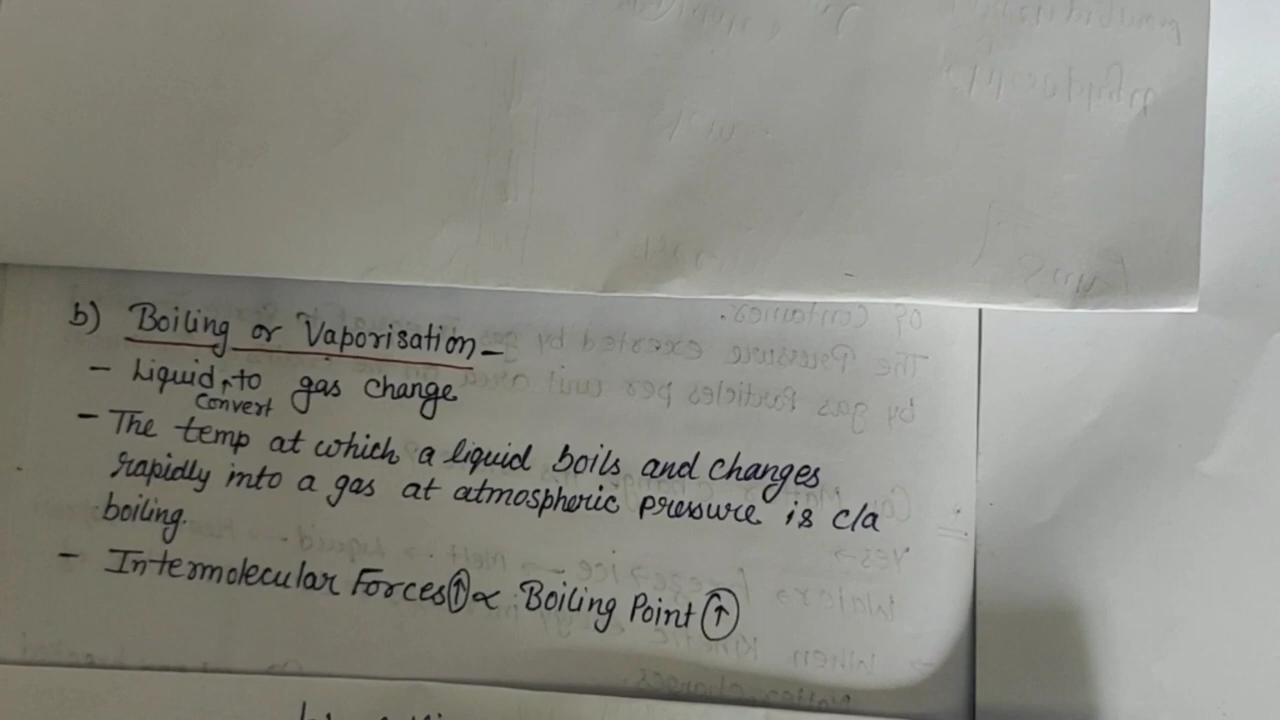 b) Boiling or Vaporisation -
- Liquid to gas change
convert
- The temp at which a liquid boils and changes
rapidly into a gas at atmospheric pressure is c/a
boiling.
- Intermolecular Forces ↑ ∝ Boiling Point ↑